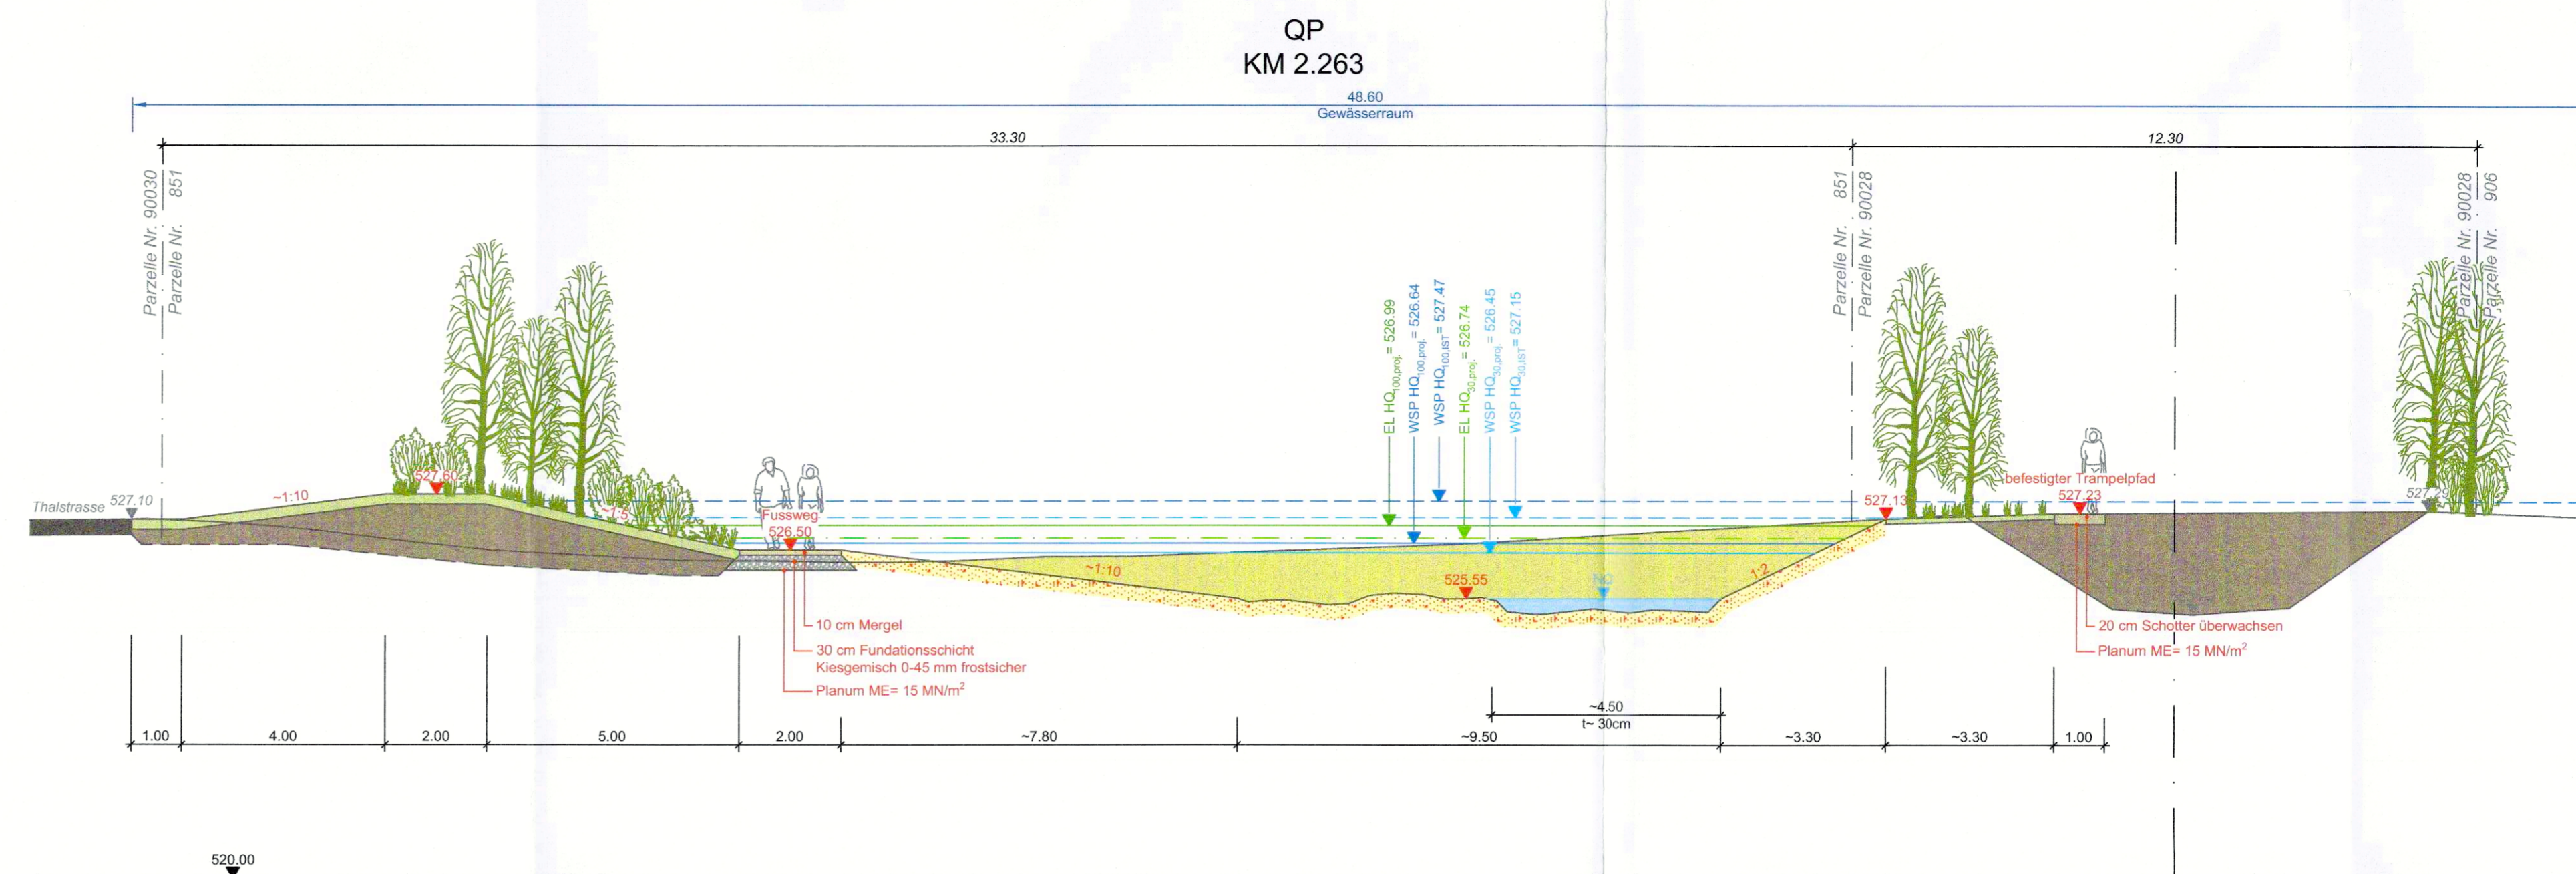 QP
KM 2.263
48.60
Gewässerraum
33.30
12.30
Parzelle Nr. 90030
Parzelle Nr. 851
Parzelle Nr. 851
Parzelle Nr. 90028
Parzelle Nr. 90028
Parzelle Nr. 906
EL HQ100,proj. = 526.99
WSP HQ100,proj. = 526.64
WSP HQ100,IST = 527.47
EL HQ30,proj. = 526.74
WSP HQ30,proj. = 526.45
WSP HQ30,IST = 527.15
Thalstrasse 527.10
~1:10
527.60
~1:5
Fussweg
526.50
~1:10
525.55
NQ
1:2
527.13
befestigter Trampelpfad
527.23
527.29
10 cm Mergel
30 cm Fundationsschicht
Kiesgemisch 0-45 mm frostsicher
Planum ME= 15 MN/m²
20 cm Schotter überwachsen
Planum ME= 15 MN/m²
~4.50
t~ 30cm
1.00
4.00
2.00
5.00
2.00
~7.80
~9.50
~3.30
~3.30
1.00
520.00